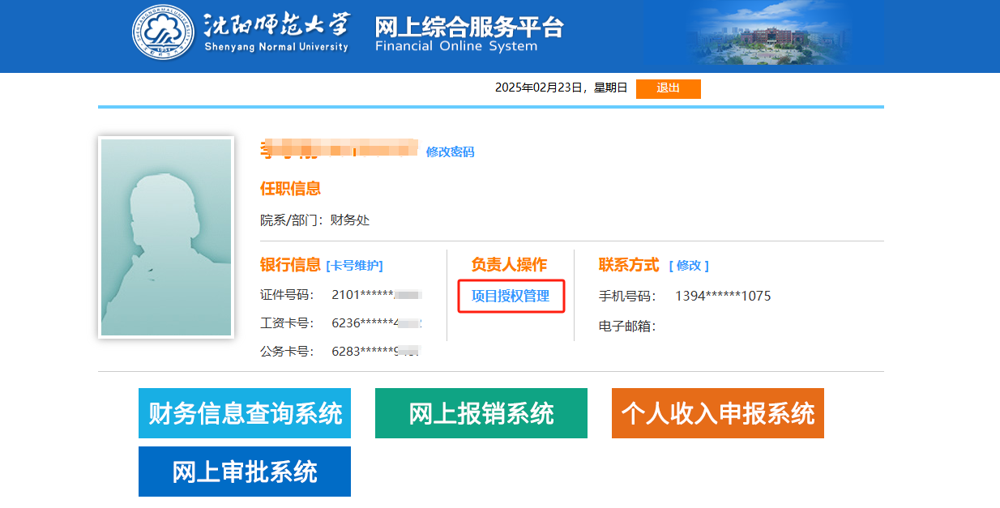 沈阳师范大学
Shenyang Normal University
网上综合服务平台
Financial Online System
2025年02月23日，星期日
退出
修改密码
任职信息
院系/部门：财务处
银行信息 [卡号维护]
证件号码： 2101******
工资卡号： 6236******
公务卡号： 6283******
负责人操作
项目授权管理
联系方式 [ 修改 ]
手机号码： 1394******1075
电子邮箱：
财务信息查询系统
网上报销系统
个人收入申报系统
网上审批系统